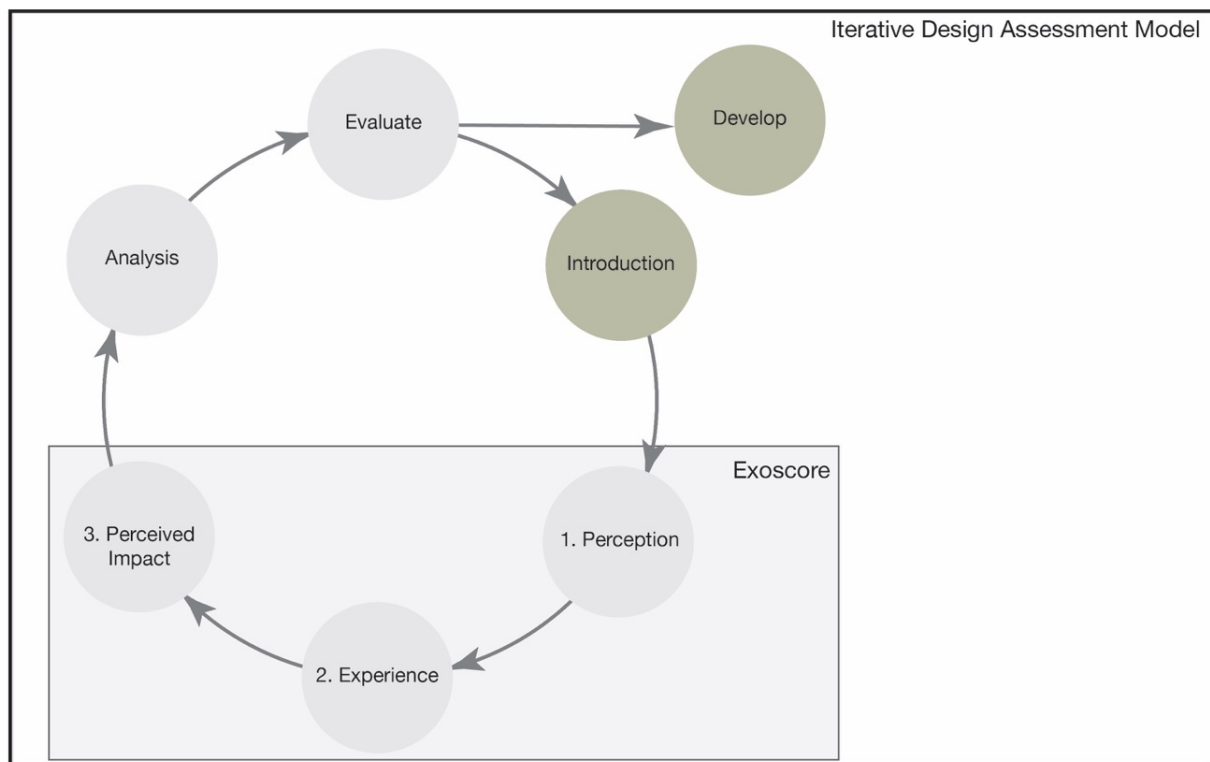 Iterative Design Assessment Model
Evaluate
Develop
Analysis
Introduction
Exoscore
3. Perceived
Impact
1. Perception
2. Experience